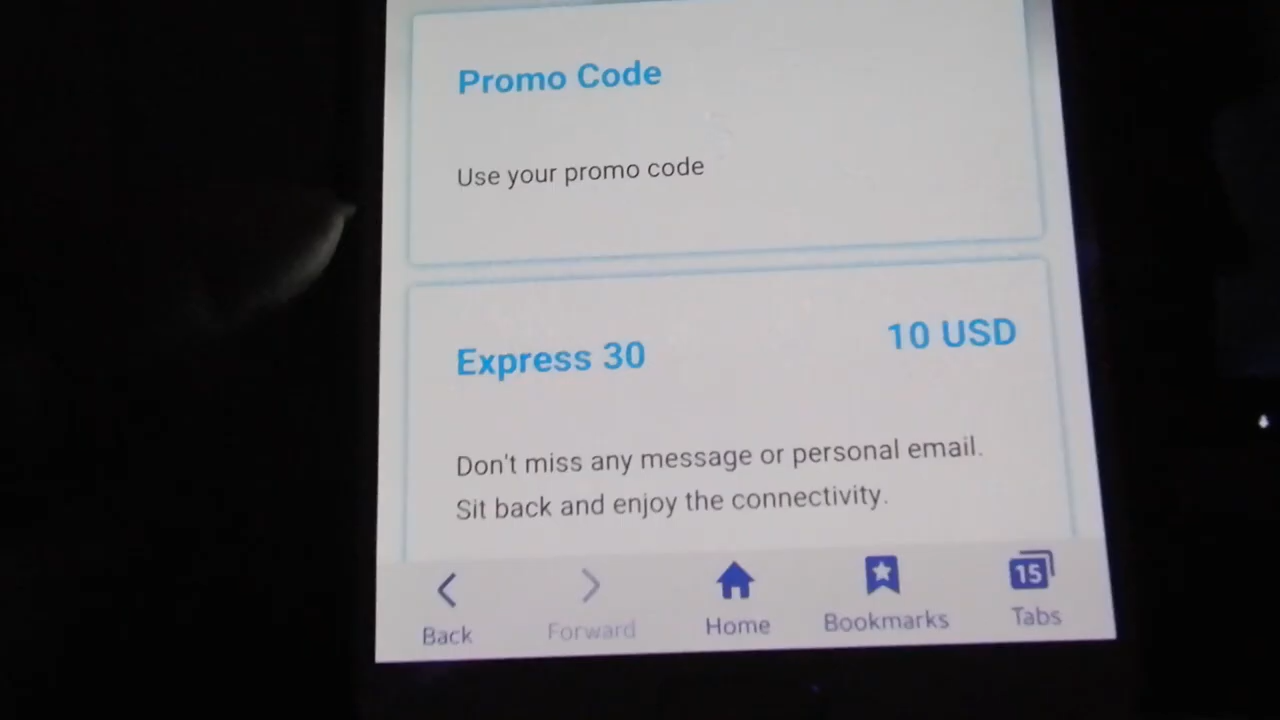 Promo Code
Use your promo code
Express 30
10 USD
Don't miss any message or personal email.
Sit back and enjoy the connectivity.
Back
Forward
Home
Bookmarks
15
Tabs